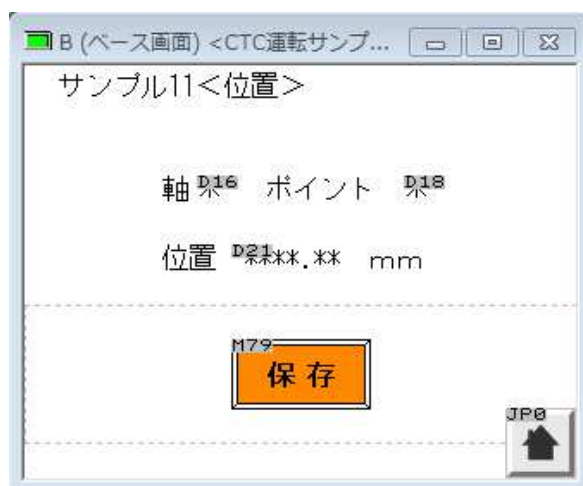 B (ベース画面) <CTC運転サンプ...
サンプル11<位置>
軸 D16 ポイント D18
位置 D21**.** mm
M79
保存
JP0